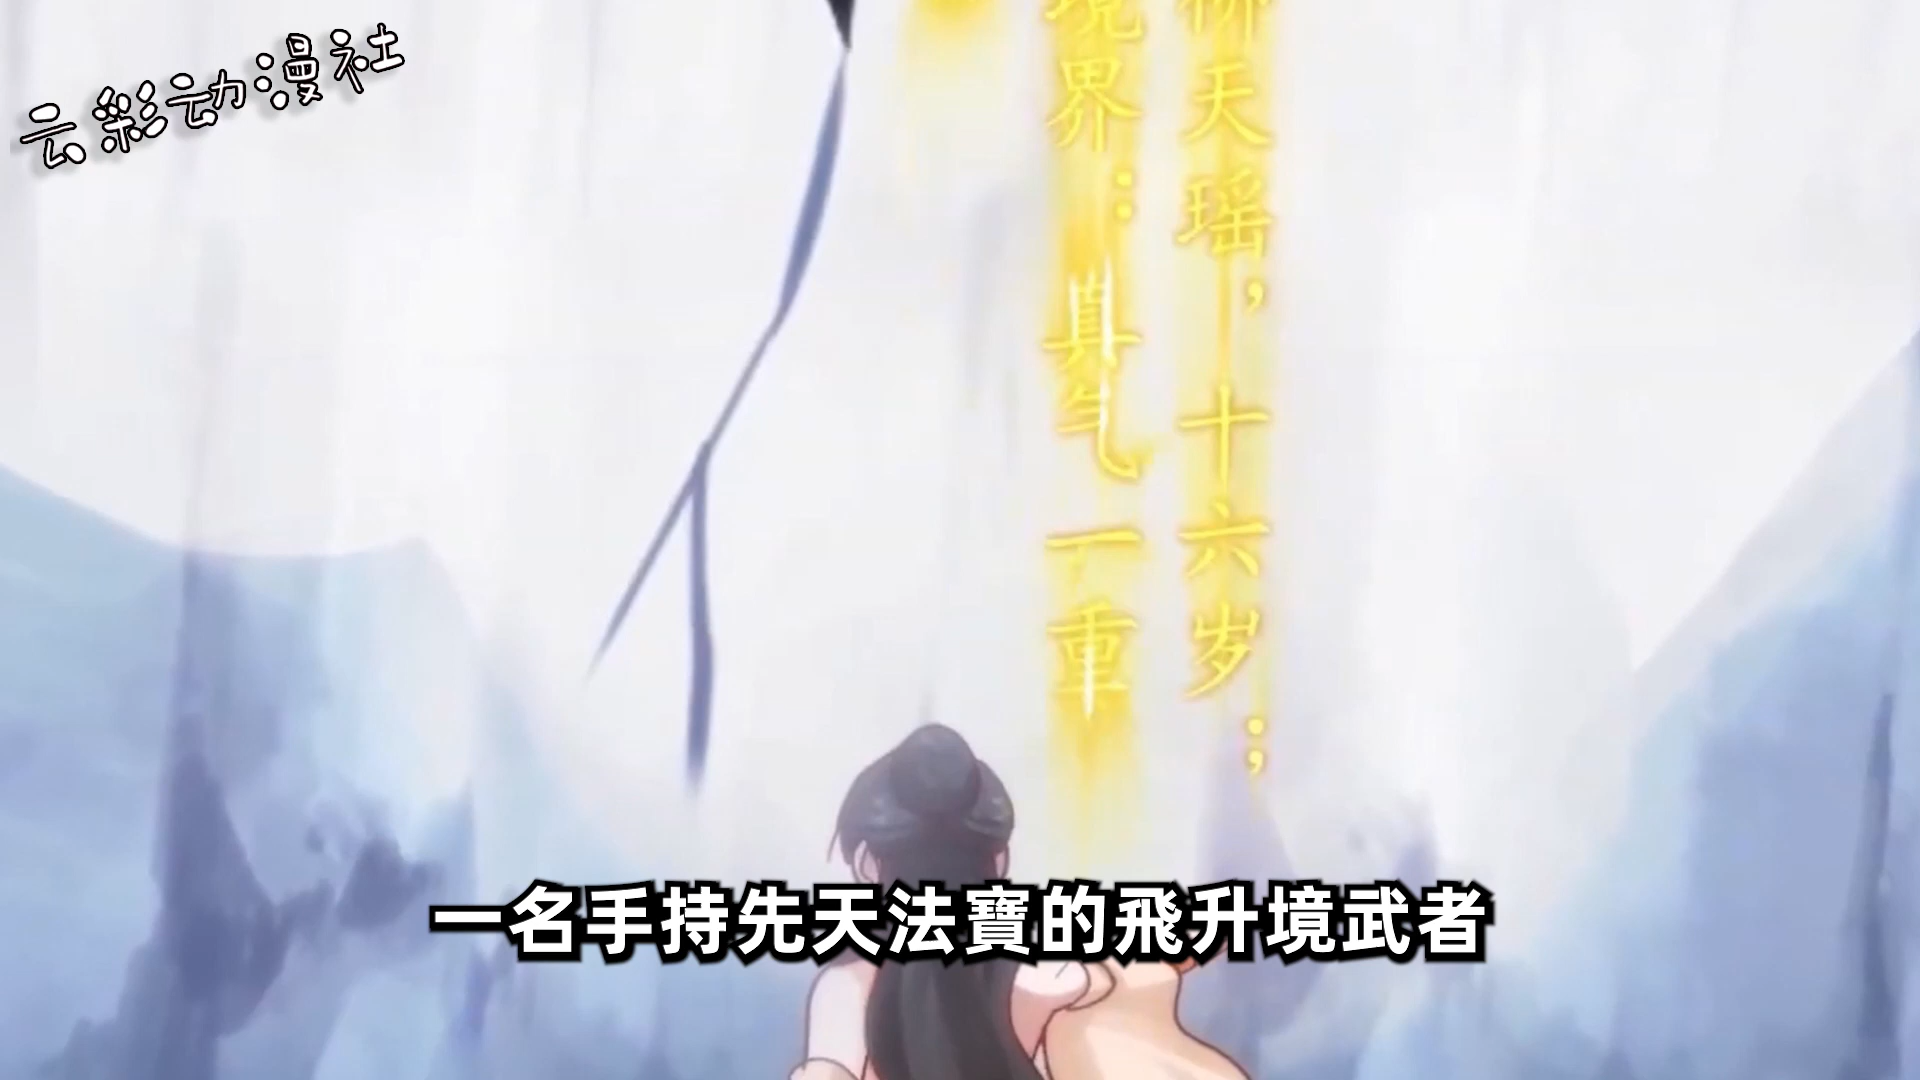 云彩动漫社
柳天瑶，十六岁；
境界：真气一重
一名手持先天法寶的飛升境武者